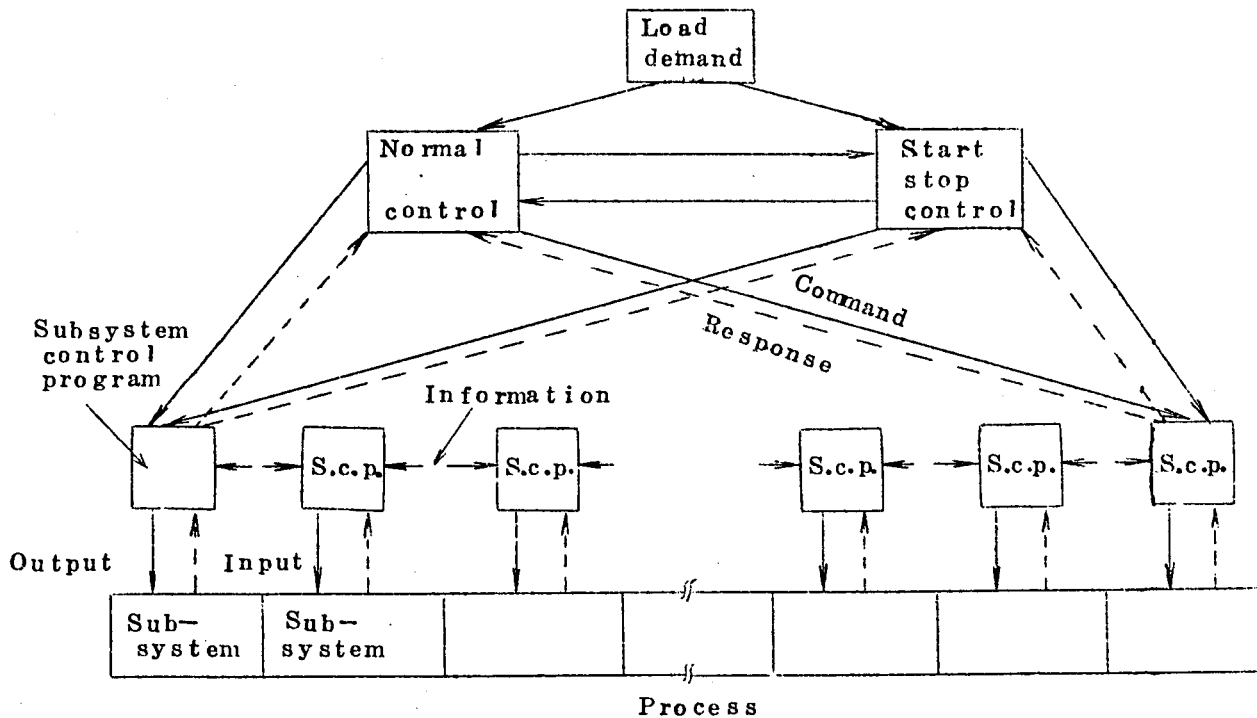 Load
demand
Normal
control
Start
stop
control
Command
Response
Subsystem
control
program
Information
S.c.p.
S.c.p.
S.c.p.
S.c.p.
S.c.p.
Output
Input
Sub-
system
Sub-
system
Process